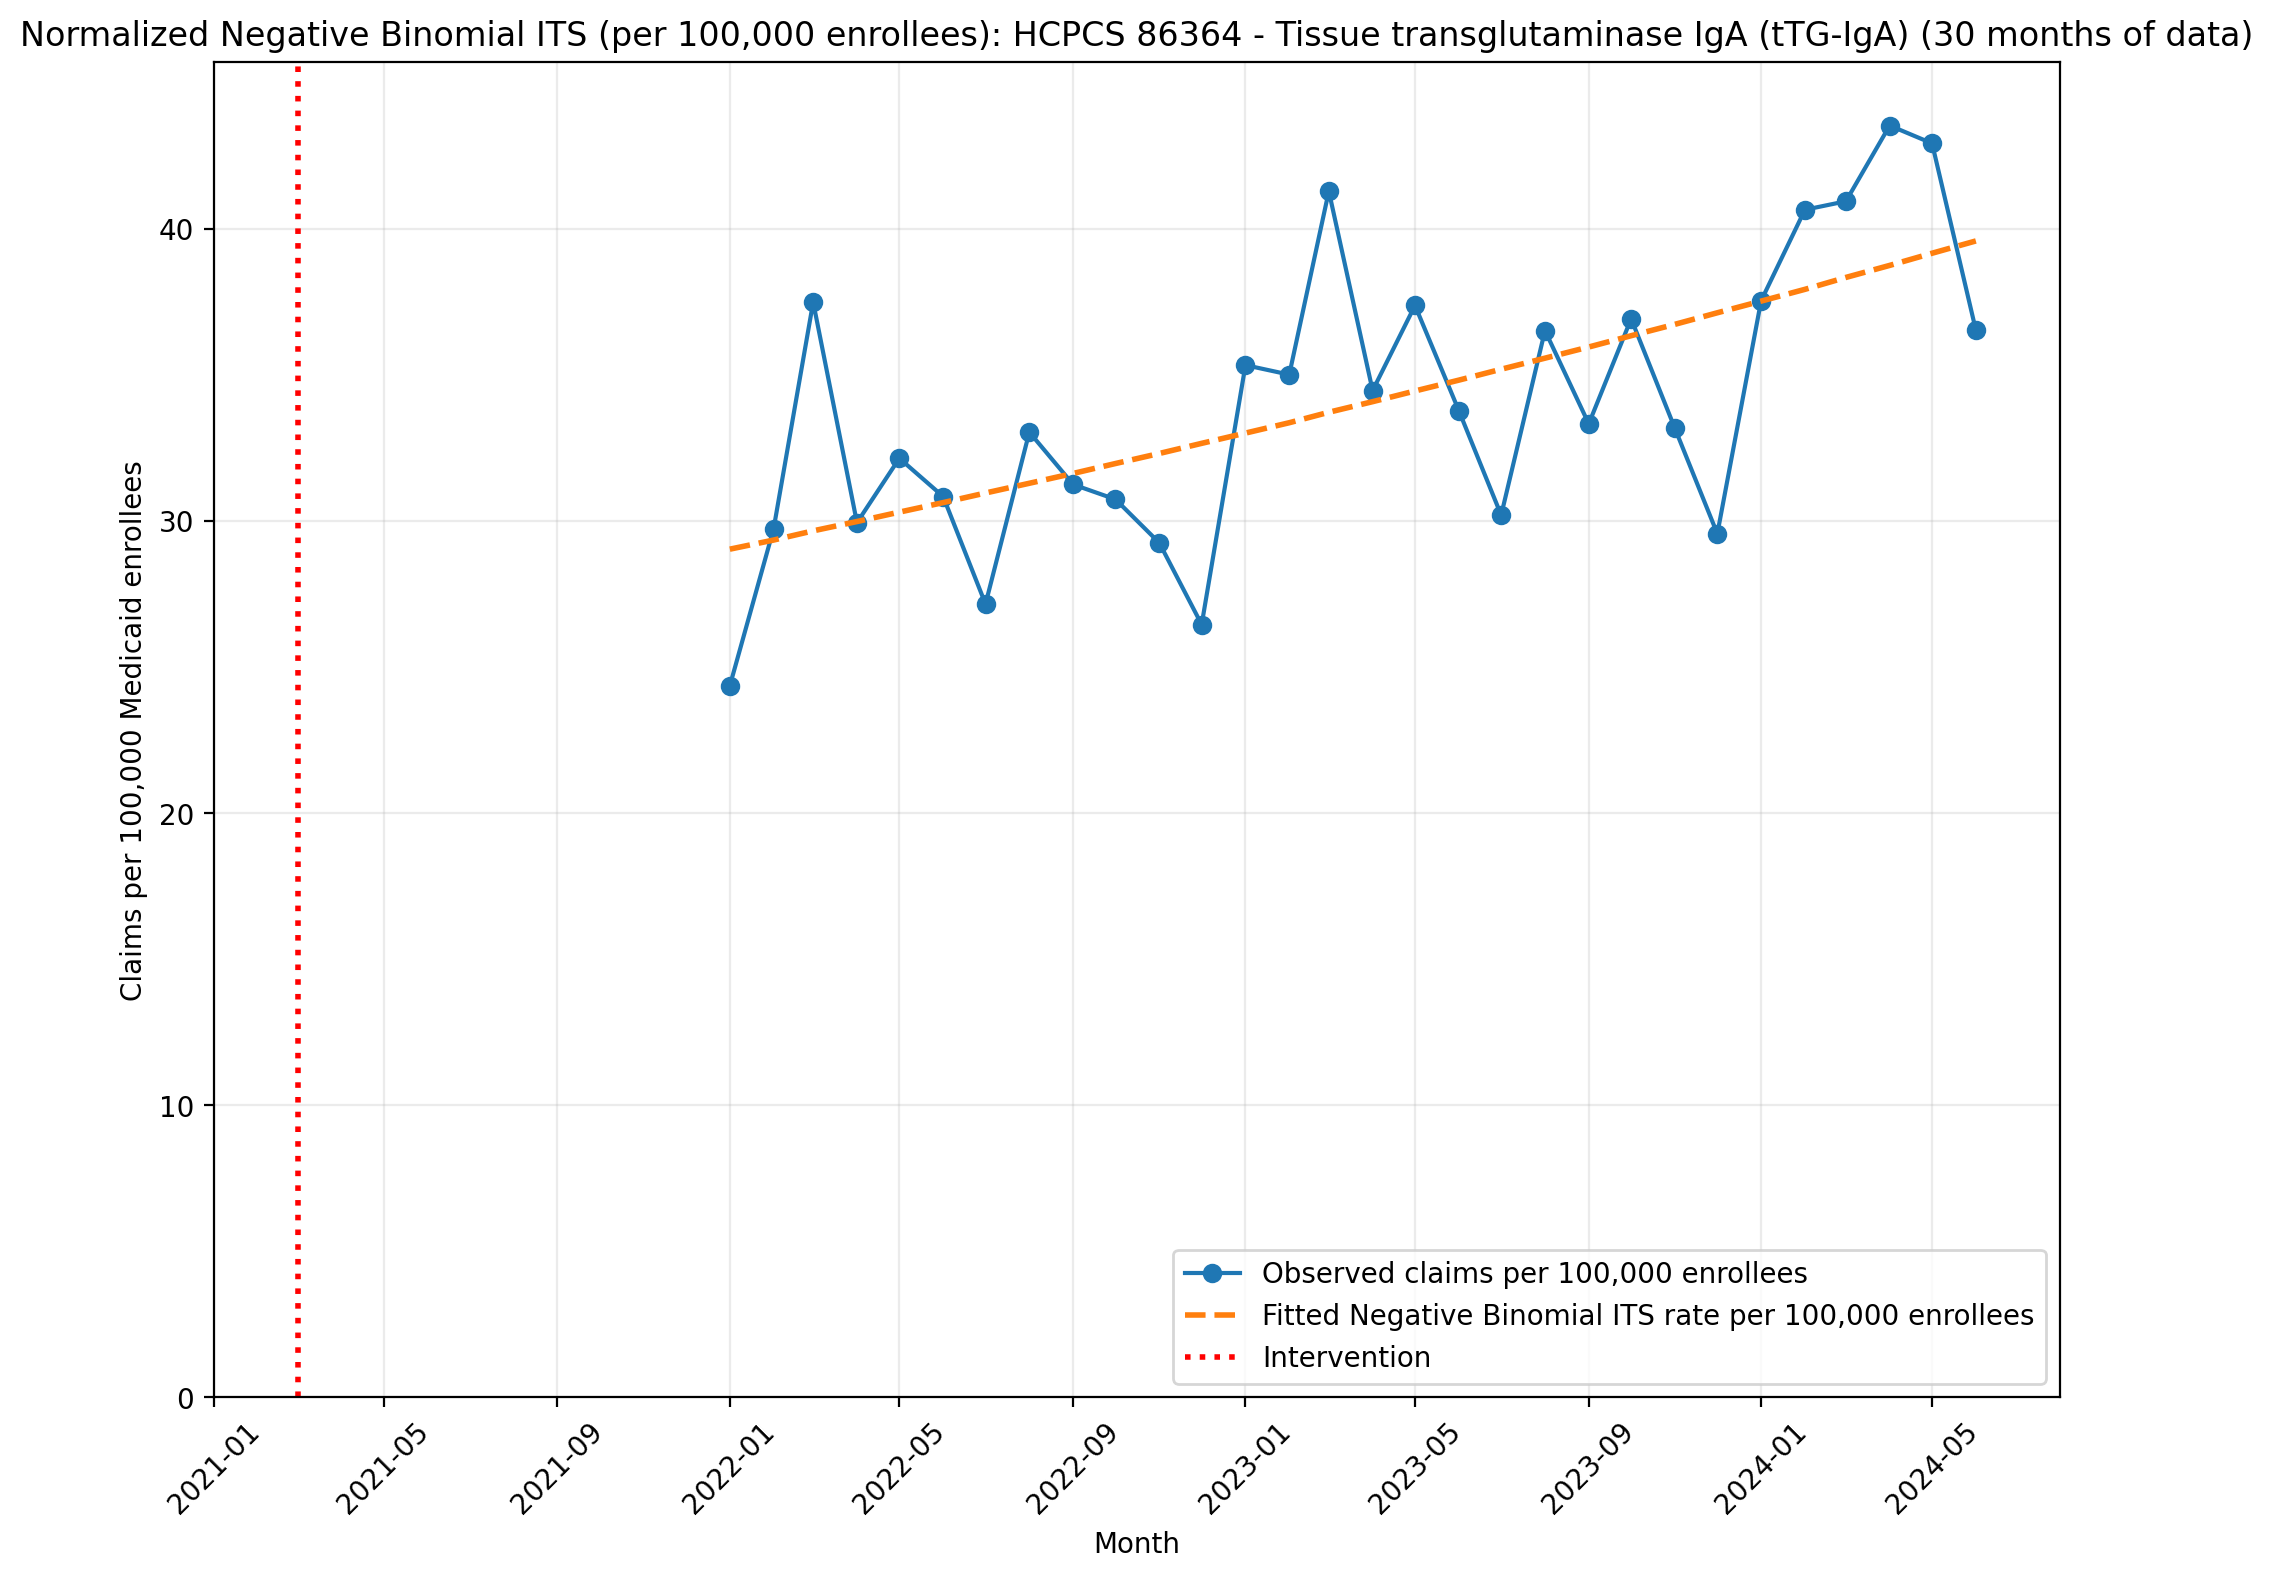 Normalized Negative Binomial ITS (per 100,000 enrollees): HCPCS 86364 - Tissue transglutaminase IgA (tTG-IgA) (30 months of data)
Claims per 100,000 Medicaid enrollees
40
30
20
10
0
Observed claims per 100,000 enrollees
Fitted Negative Binomial ITS rate per 100,000 enrollees
Intervention
2021-01
2021-05
2021-09
2022-01
2022-05
2022-09
2023-01
2023-05
2023-09
2024-01
2024-05
Month